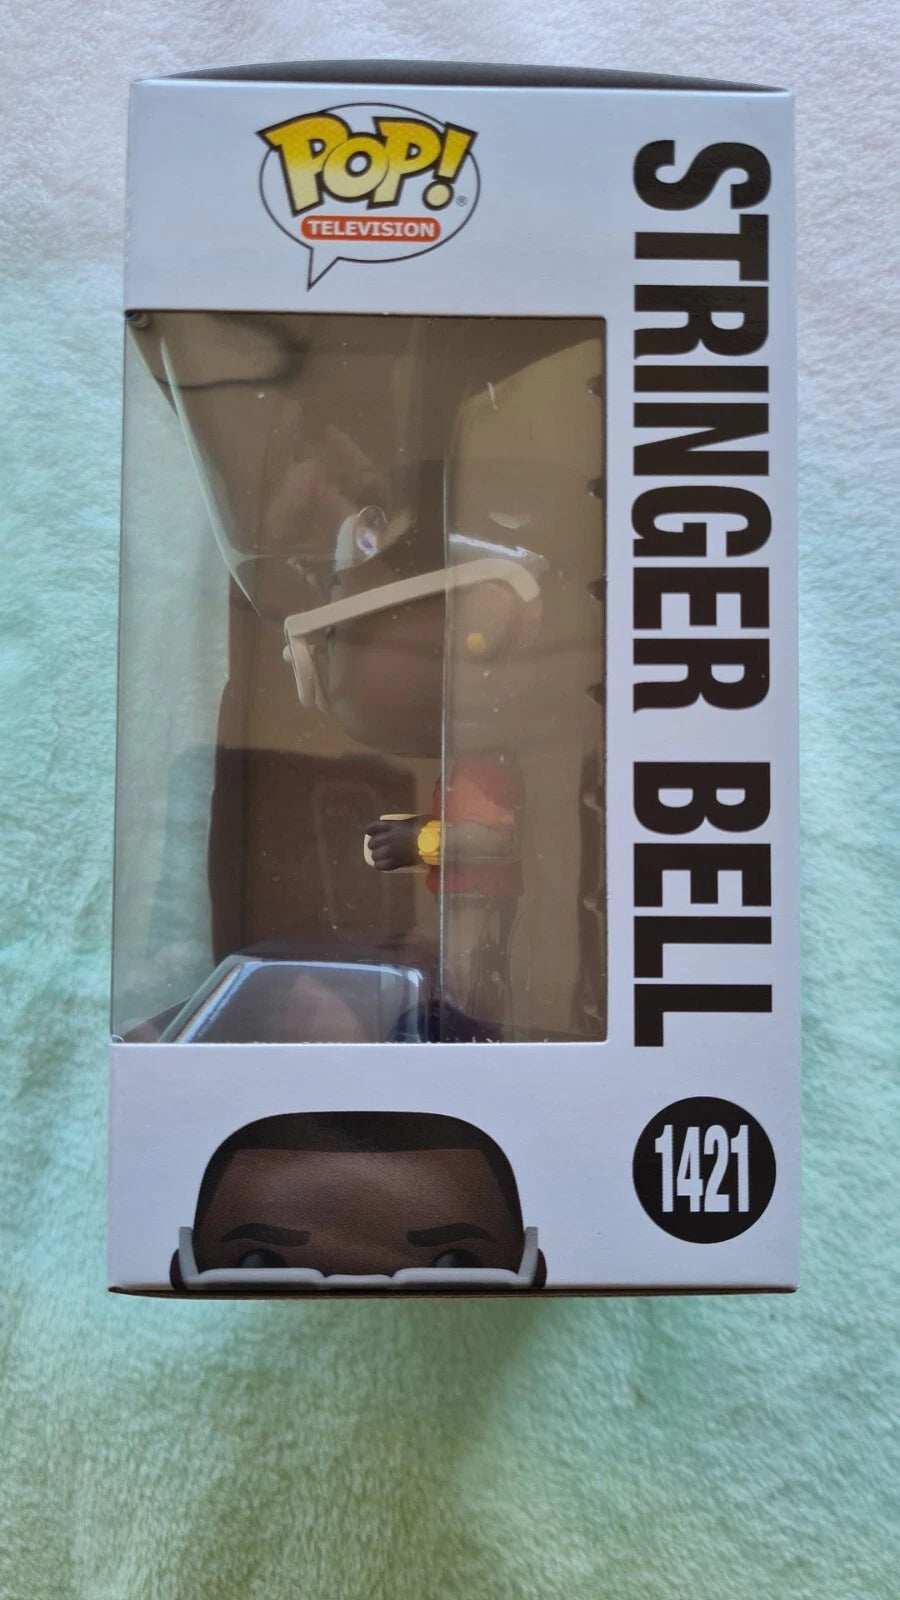 POP!
TELEVISION
STRINGER BELL
1421